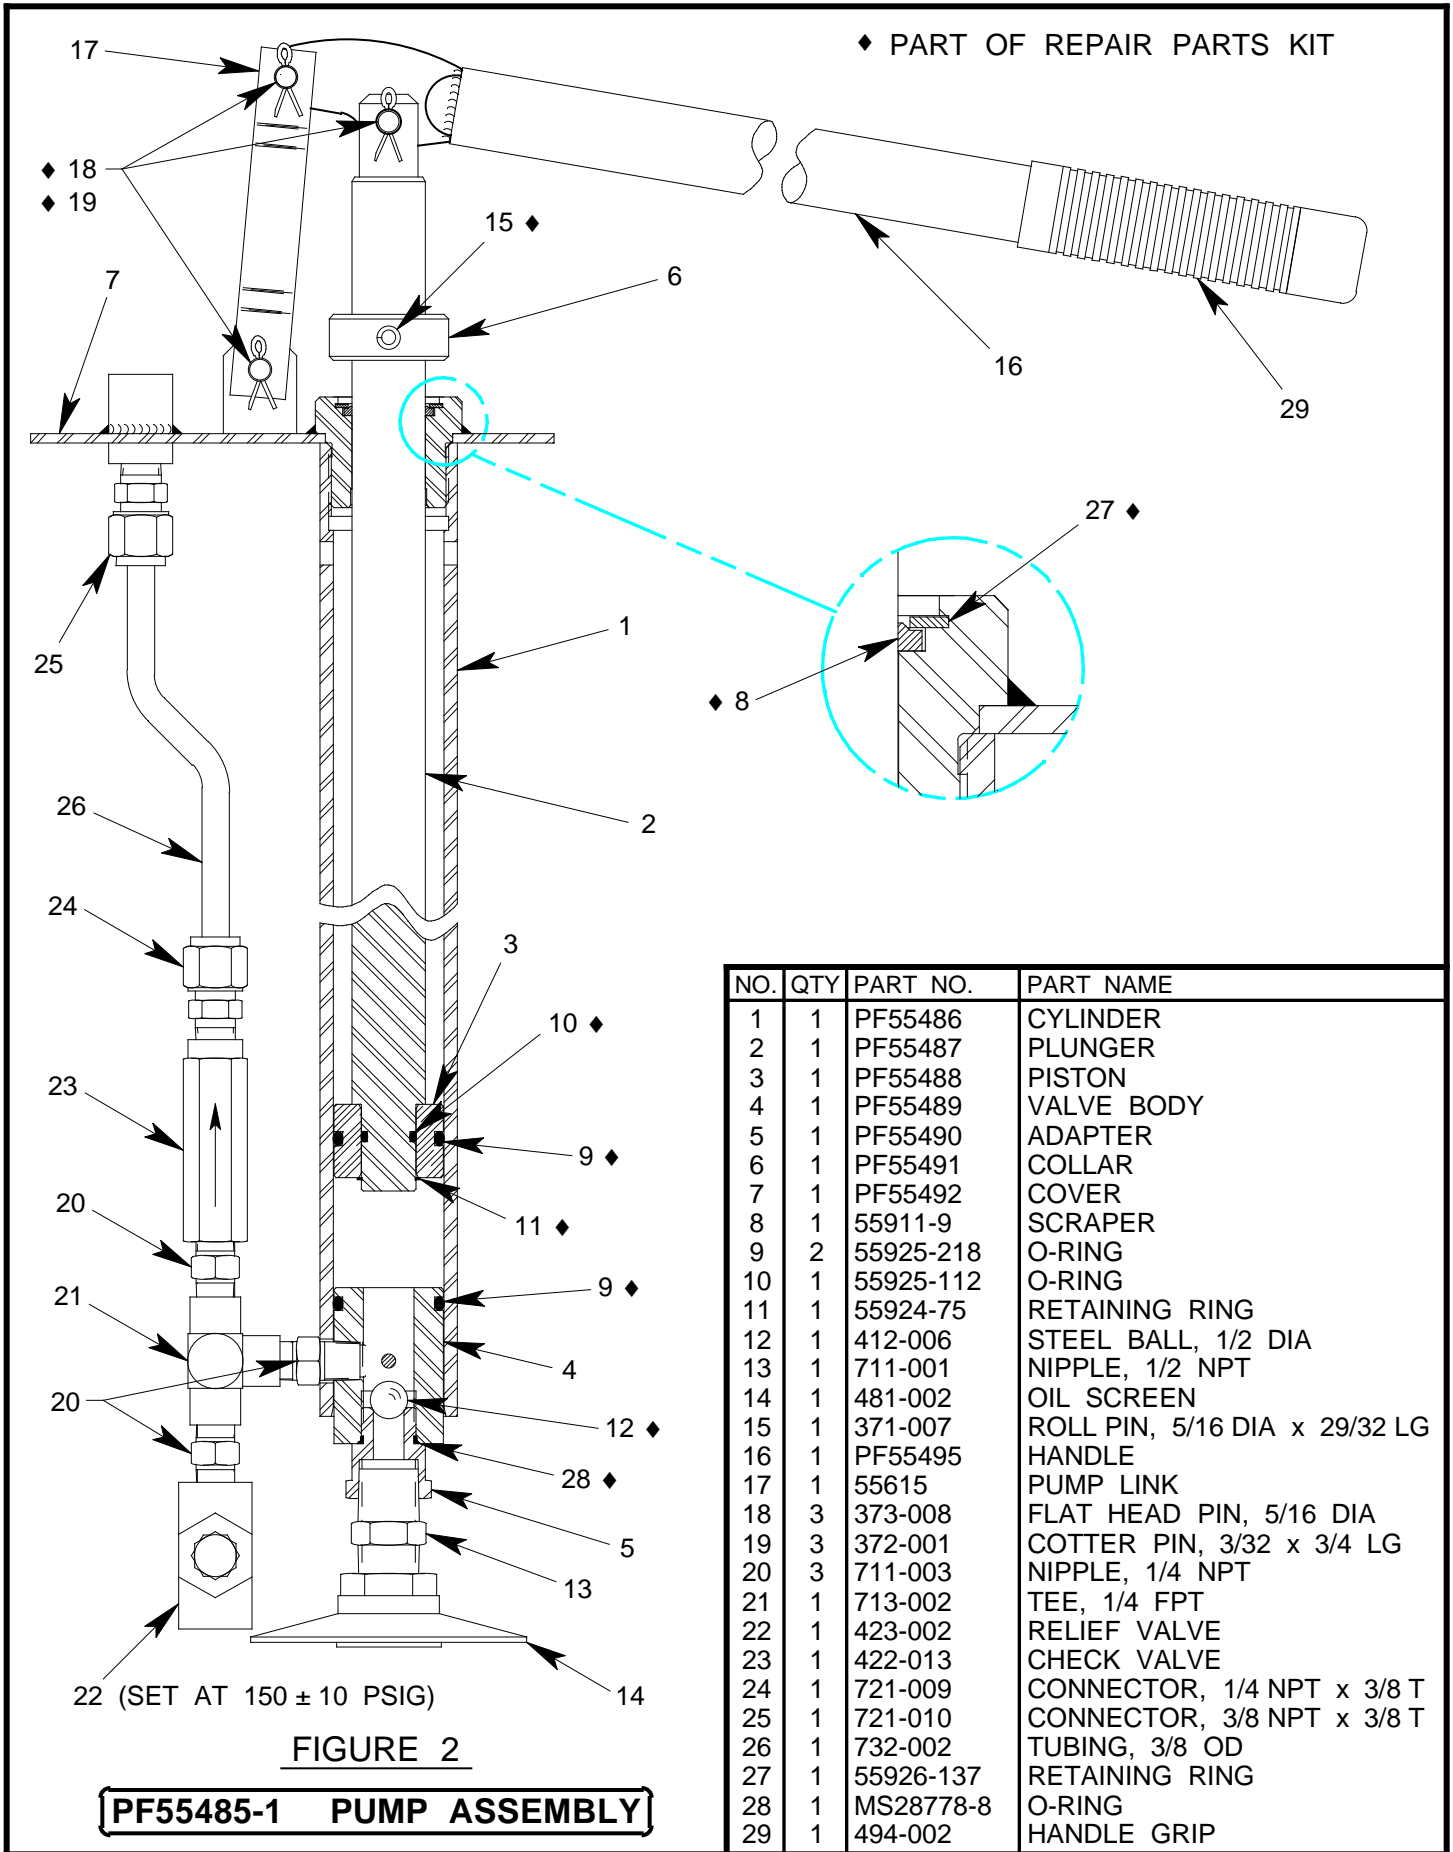 ♦ PART OF REPAIR PARTS KIT
17
♦ 18
♦ 19
15 ♦
6
7
16
29
27 ♦
1
25
♦ 8
2
26
24
3
10 ♦
23
9 ♦
20
11 ♦
21
9 ♦
4
20
12 ♦
28 ♦
5
13
22 (SET AT 150 ± 10 PSIG)
14
FIGURE 2
PF55485-1 PUMP ASSEMBLY
NO. QTY PART NO. PART NAME
1 1 PF55486 CYLINDER
2 1 PF55487 PLUNGER
3 1 PF55488 PISTON
4 1 PF55489 VALVE BODY
5 1 PF55490 ADAPTER
6 1 PF55491 COLLAR
7 1 PF55492 COVER
8 1 55911-9 SCRAPER
9 2 55925-218 O-RING
10 1 55925-112 O-RING
11 1 55924-75 RETAINING RING
12 1 412-006 STEEL BALL, 1/2 DIA
13 1 711-001 NIPPLE, 1/2 NPT
14 1 481-002 OIL SCREEN
15 1 371-007 ROLL PIN, 5/16 DIA x 29/32 LG
16 1 PF55495 HANDLE
17 1 55615 PUMP LINK
18 3 373-008 FLAT HEAD PIN, 5/16 DIA
19 3 372-001 COTTER PIN, 3/32 x 3/4 LG
20 3 711-003 NIPPLE, 1/4 NPT
21 1 713-002 TEE, 1/4 FPT
22 1 423-002 RELIEF VALVE
23 1 422-013 CHECK VALVE
24 1 721-009 CONNECTOR, 1/4 NPT x 3/8 T
25 1 721-010 CONNECTOR, 3/8 NPT x 3/8 T
26 1 732-002 TUBING, 3/8 OD
27 1 55926-137 RETAINING RING
28 1 MS28778-8 O-RING
29 1 494-002 HANDLE GRIP